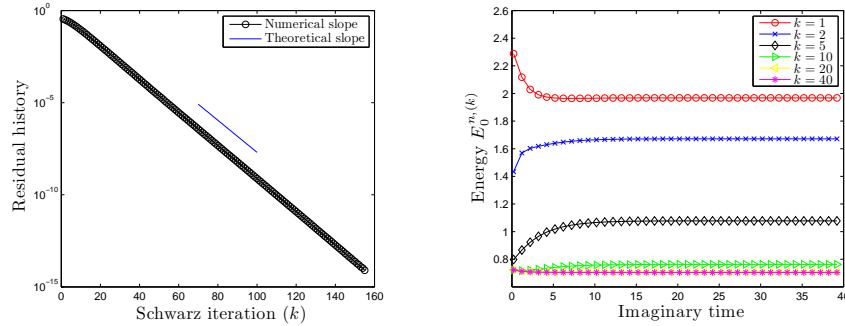 10^0
10^{-5}
10^{-10}
10^{-15}
Residual history
0 20 40 60 80 100 120 140 160
Schwarz iteration (k)
Numerical slope
Theoretical slope
2.6
2.4
2.2
2
1.8
1.6
1.4
1.2
1
0.8
Energy E_0^{n,(k)}
0 5 10 15 20 25 30 35 40
Imaginary time
k = 1
k = 2
k = 5
k = 10
k = 20
k = 40